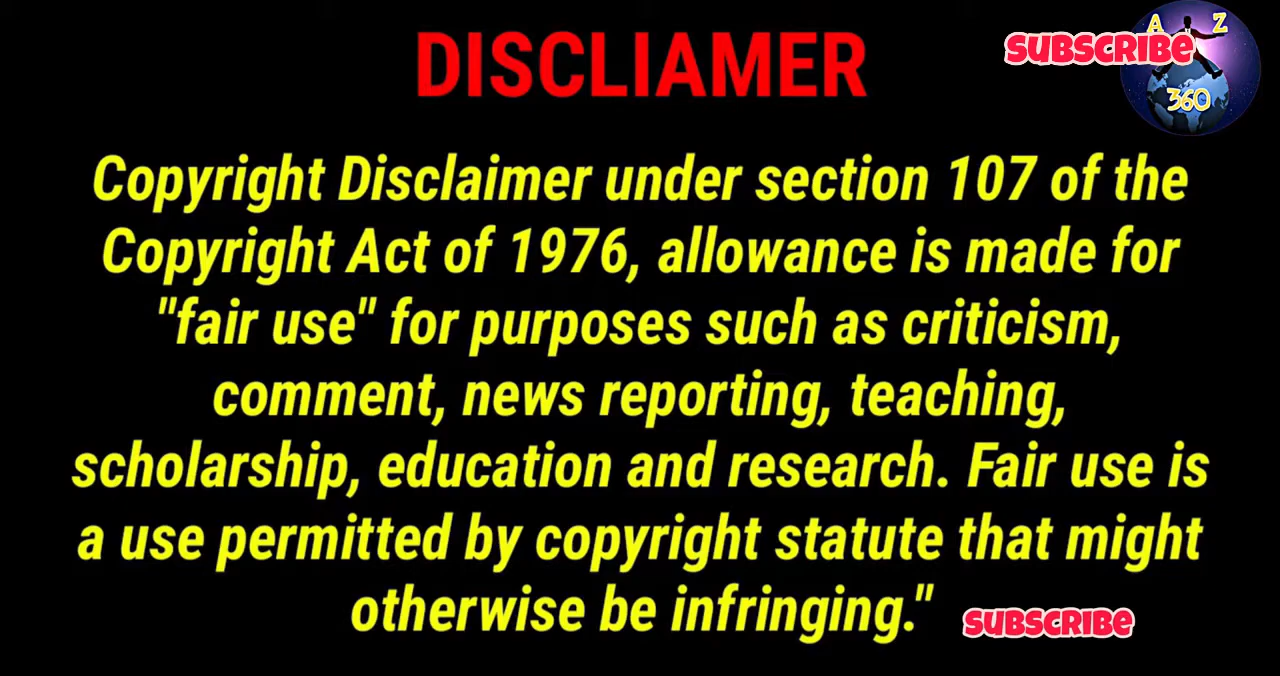 DISCLIAMER
A Z
SUBSCRIBE
360
Copyright Disclaimer under section 107 of the
Copyright Act of 1976, allowance is made for
"fair use" for purposes such as criticism,
comment, news reporting, teaching,
scholarship, education and research. Fair use is
a use permitted by copyright statute that might
otherwise be infringing."
SUBSCRIBE